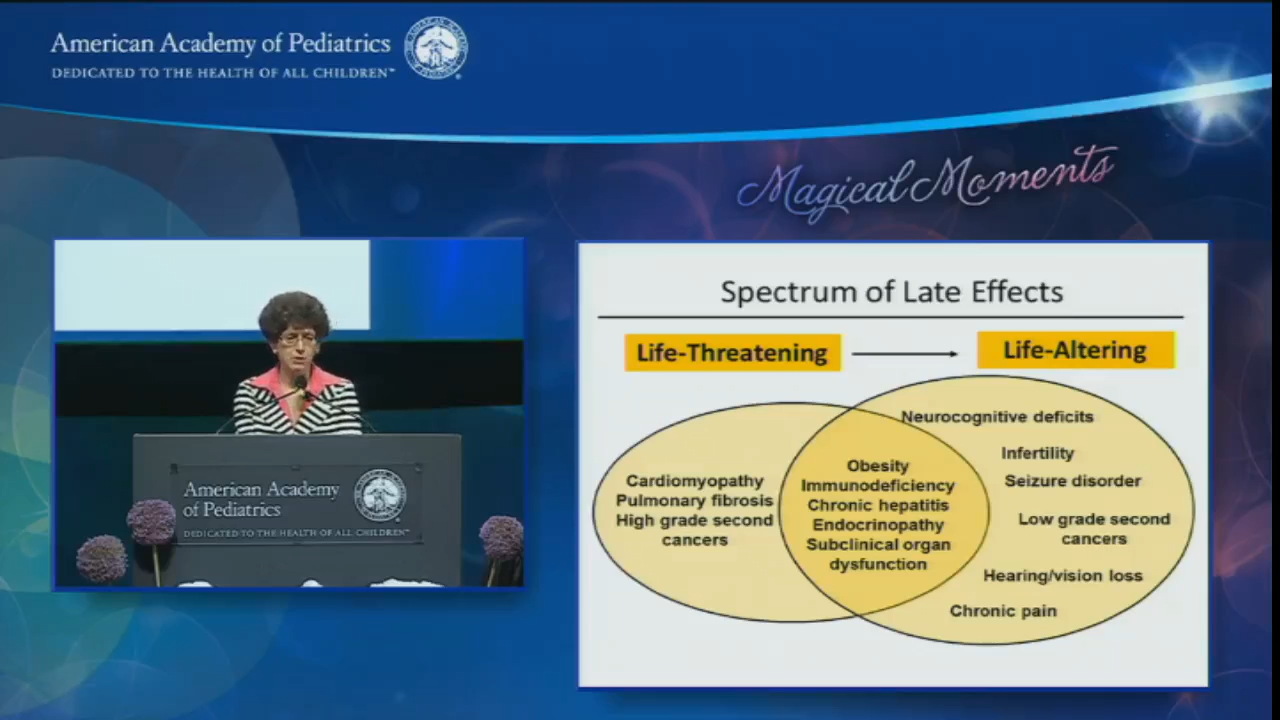 American Academy of Pediatrics
DEDICATED TO THE HEALTH OF ALL CHILDREN™
Magical Moments
American Academy
of Pediatrics
DEDICATED TO THE HEALTH OF ALL CHILDREN™
Spectrum of Late Effects
Life-Threatening
Life-Altering
Cardiomyopathy
Pulmonary fibrosis
High grade second
cancers
Obesity
Immunodeficiency
Chronic hepatitis
Endocrinopathy
Subclinical organ
dysfunction
Neurocognitive deficits
Infertility
Seizure disorder
Low grade second
cancers
Hearing/vision loss
Chronic pain